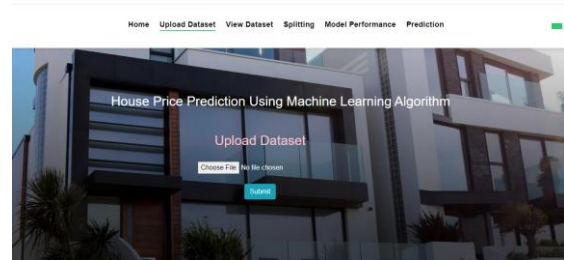 Home Upload Dataset View Dataset Splitting Model Performance Prediction
House Price Prediction Using Machine Learning Algorithm
Upload Dataset
Choose File No file chosen
Submit